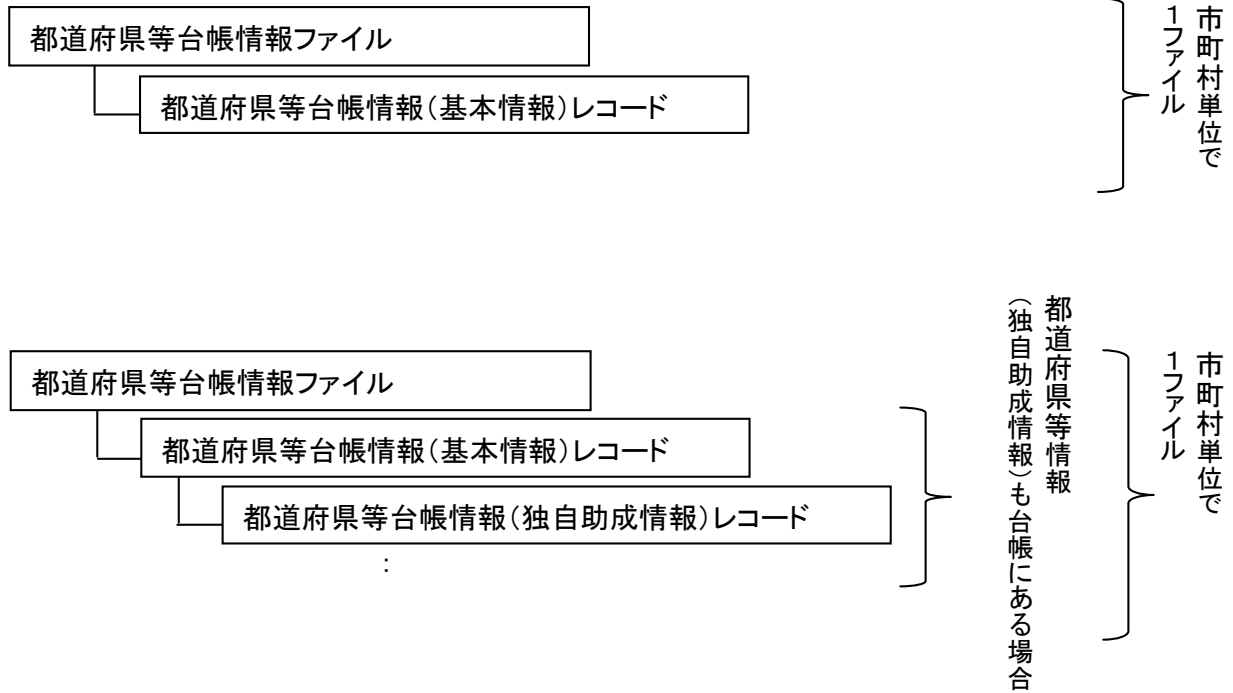 都道府県等台帳情報ファイル
都道府県等台帳情報（基本情報）レコード
市町村単位で
１ファイル
都道府県等台帳情報ファイル
都道府県等台帳情報（基本情報）レコード
都道府県等台帳情報（独自助成情報）レコード
：
都道府県等情報
（独自助成情報）も台帳にある場合
市町村単位で
１ファイル